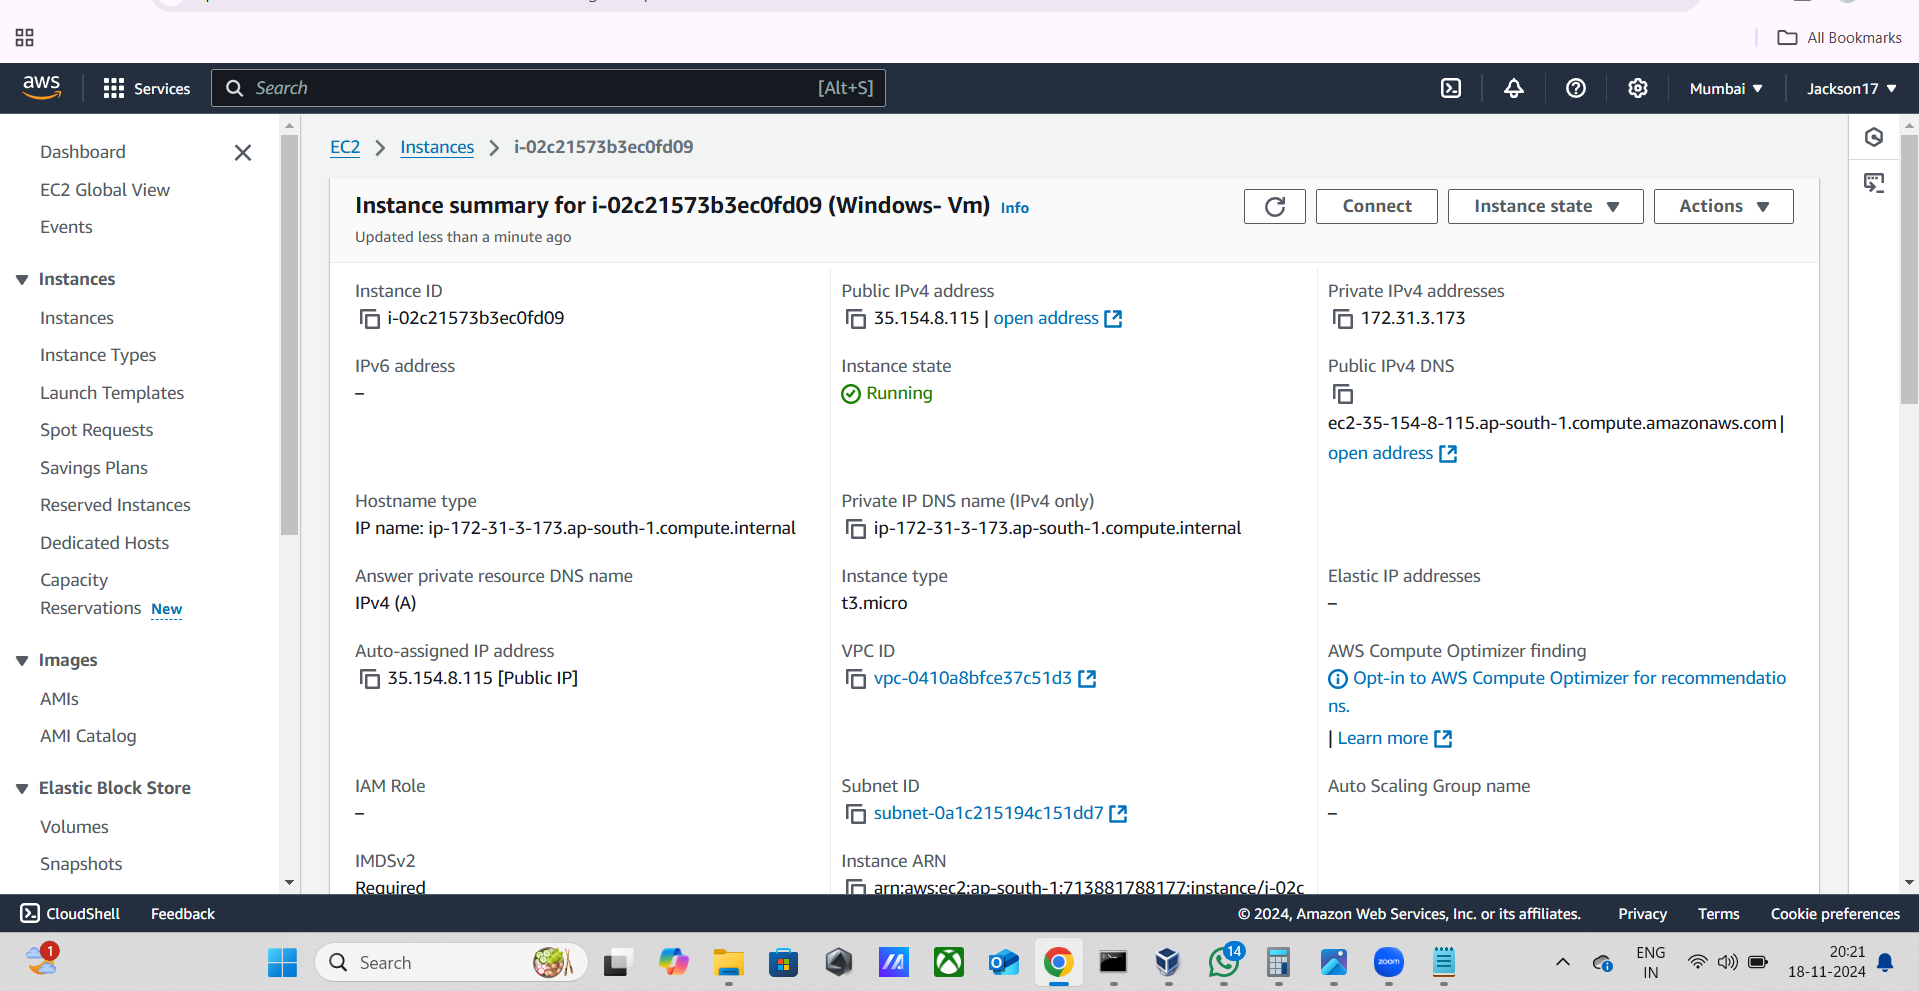 All Bookmarks
aws
Services
Search
[Alt+S]
Mumbai ▼
Jackson17 ▼
Dashboard
EC2 Global View
Events
Instances
Instances
Instance Types
Launch Templates
Spot Requests
Savings Plans
Reserved Instances
Dedicated Hosts
Capacity
Reservations New
Images
AMIs
AMI Catalog
Elastic Block Store
Volumes
Snapshots
EC2 > Instances > i-02c21573b3ec0fd09
Instance summary for i-02c21573b3ec0fd09 (Windows- Vm) Info
Updated less than a minute ago
Connect
Instance state ▼
Actions ▼
Instance ID
i-02c21573b3ec0fd09
Public IPv4 address
35.154.8.115 | open address
Private IPv4 addresses
172.31.3.173
IPv6 address
–
Instance state
Running
Public IPv4 DNS
ec2-35-154-8-115.ap-south-1.compute.amazonaws.com |
open address
Hostname type
IP name: ip-172-31-3-173.ap-south-1.compute.internal
Private IP DNS name (IPv4 only)
ip-172-31-3-173.ap-south-1.compute.internal
Answer private resource DNS name
IPv4 (A)
Instance type
t3.micro
Elastic IP addresses
–
Auto-assigned IP address
35.154.8.115 [Public IP]
VPC ID
vpc-0410a8bfce37c51d3
AWS Compute Optimizer finding
Opt-in to AWS Compute Optimizer for recommendatio
ns.
| Learn more
IAM Role
–
Subnet ID
subnet-0a1c215194c151dd7
Auto Scaling Group name
–
IMDSv2
Required
Instance ARN
arn:aws:ec2:ap-south-1:713881788177:instance/i-02c
CloudShell
Feedback
© 2024, Amazon Web Services, Inc. or its affiliates.
Privacy
Terms
Cookie preferences
1
Search
14
zoom
ENG
IN
20:21
18-11-2024